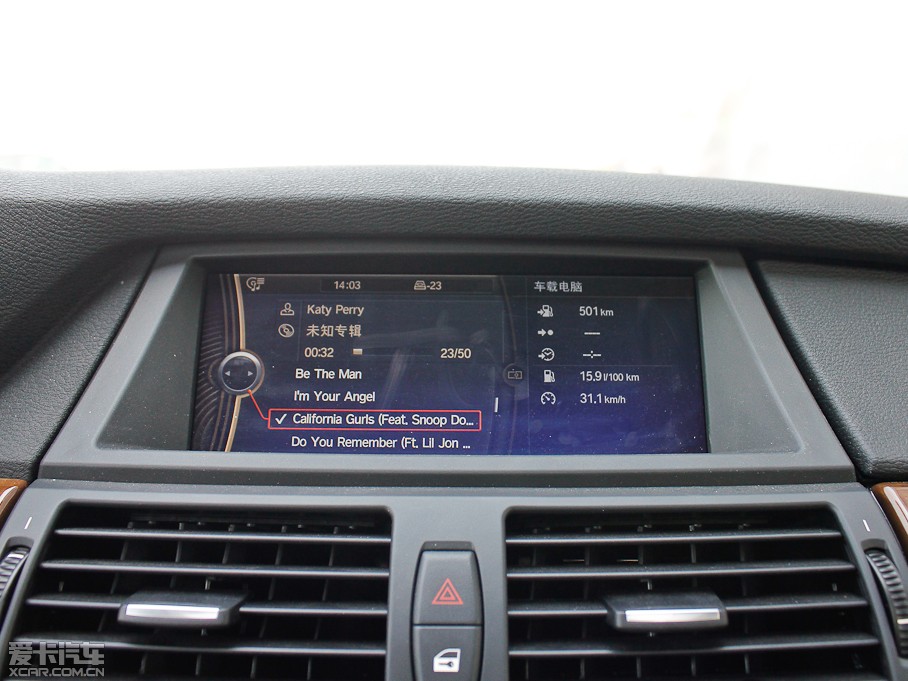 14:03
-23
车载电脑
Katy Perry
501 km
未知专辑
----
00:32
23/50
--:--
Be The Man
15.9 l/100 km
I'm Your Angel
31.1 km/h
California Gurls (Feat. Snoop Do...
Do You Remember (Ft. Lil Jon ...
爱卡汽车
XCAR.COM.CN